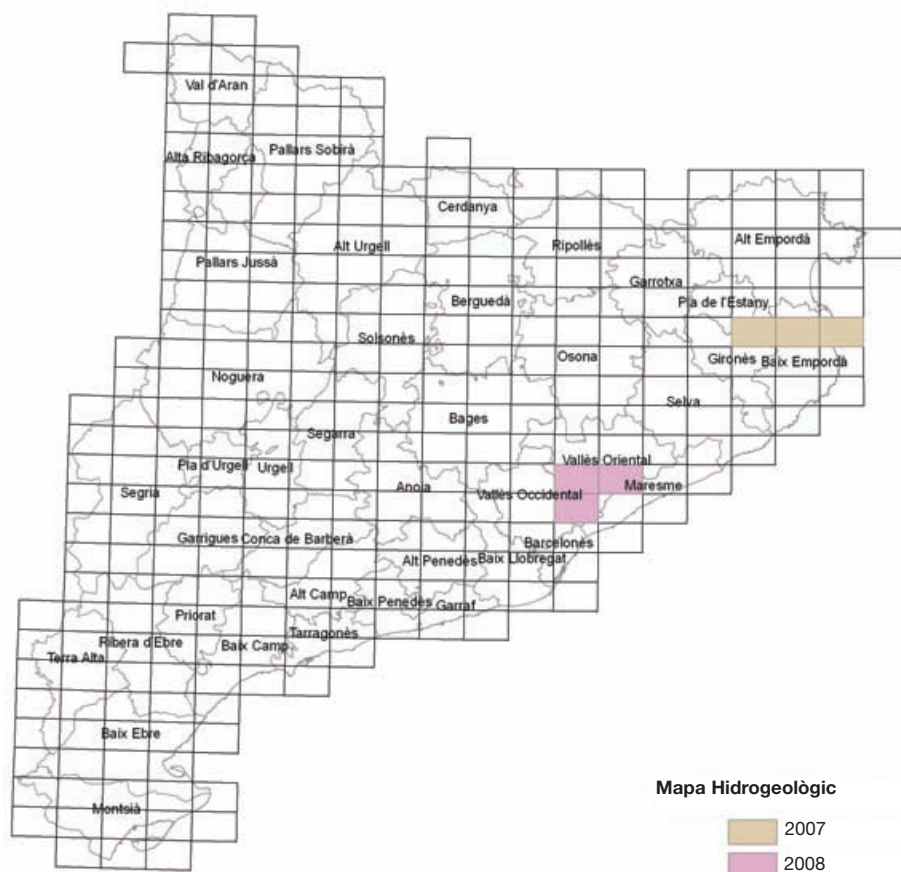 Val d'Aran
Alta Ribagorça
Pallars Sobirà
Cerdanya
Alt Urgell
Ripollès
Alt Empordà
Pallars Jussà
Garrotxa
Berguedà
Pla de l'Estany
Solsonès
Osona
Gironès
Baix Empordà
Noguera
Bages
Selva
Segarra
Vallès Oriental
Pla d'Urgell
Urgell
Segrià
Anoia
Vallès Occidental
Maresme
Garrigues
Conca de Barberà
Barcelonès
Alt Penedès
Baix Llobregat
Alt Camp
Baix Penedès
Garraf
Priorat
Tarragonès
Ribera d'Ebre
Baix Camp
Terra Alta
Baix Ebre
Montsià
Mapa Hidrogeològic
2007
2008